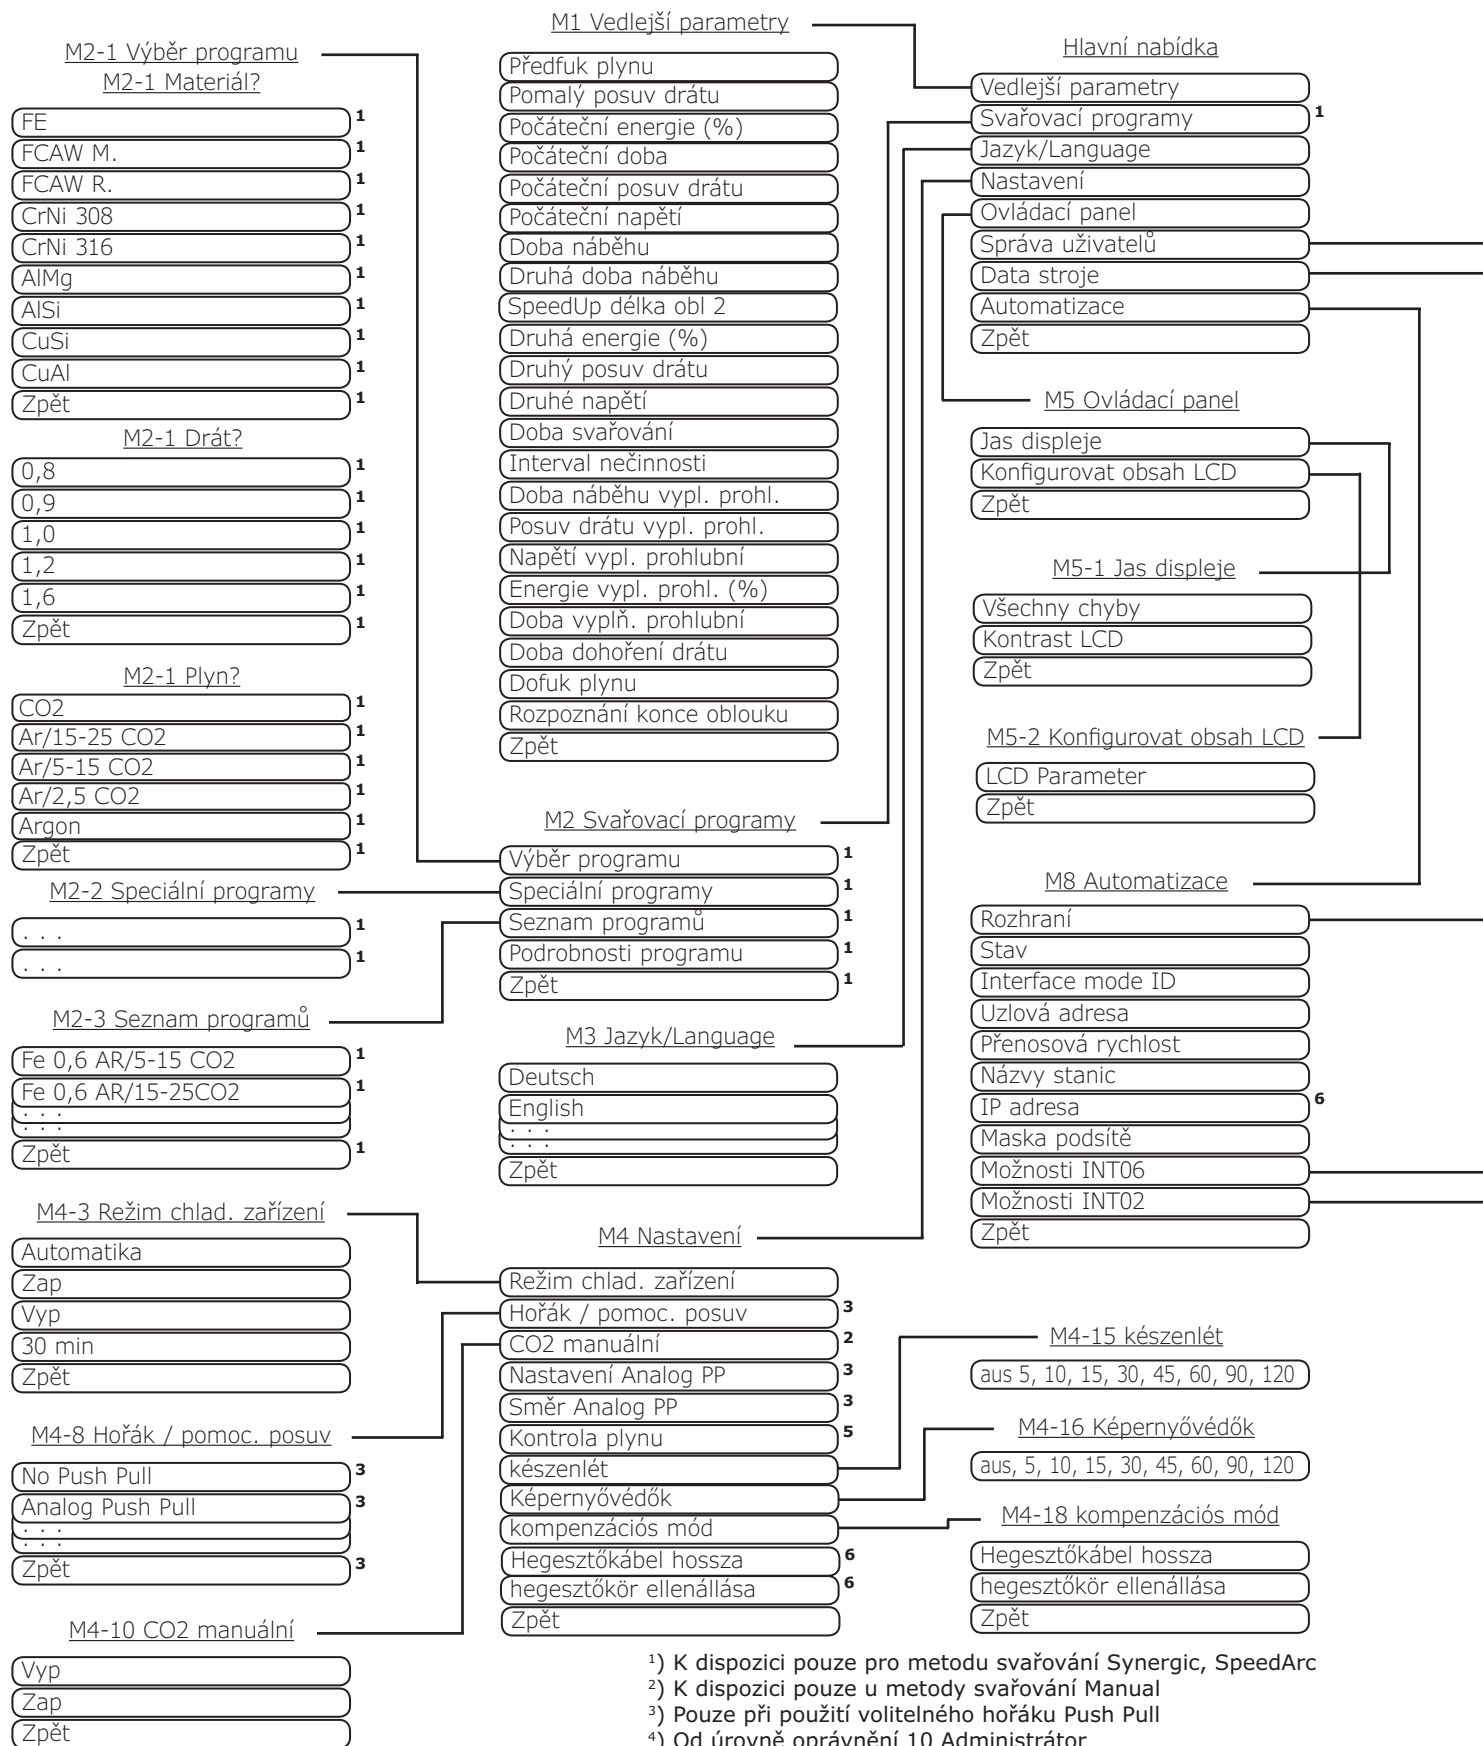 M2-1 Výběr programu
M2-1 Materiál?
FE 1
FCAW M. 1
FCAW R. 1
CrNi 308 1
CrNi 316 1
AlMg 1
AlSi 1
CuSi 1
CuAl 1
Zpět 1
M2-1 Drát?
0,8 1
0,9 1
1,0 1
1,2 1
1,6 1
Zpět 1
M2-1 Plyn?
CO2 1
Ar/15-25 CO2 1
Ar/5-15 CO2 1
Ar/2,5 CO2 1
Argon 1
Zpět 1
M2-2 Speciální programy
. . . 1
. . . 1
M2-3 Seznam programů
Fe 0,6 AR/5-15 CO2 1
Fe 0,6 AR/15-25CO2 1
. . .
. . .
Zpět 1
M4-3 Režim chlad. zařízení
Automatika
Zap
Vyp
30 min
Zpět
M4-8 Hořák / pomoc. posuv
No Push Pull 3
Analog Push Pull 3
. . .
. . .
Zpět 3
M4-10 CO2 manuální
Vyp
Zap
Zpět
M1 Vedlejší parametry
Předfuk plynu
Pomalý posuv drátu
Počáteční energie (%)
Počáteční doba
Počáteční posuv drátu
Počáteční napětí
Doba náběhu
Druhá doba náběhu
SpeedUp délka obl 2
Druhá energie (%)
Druhý posuv drátu
Druhé napětí
Doba svařování
Interval nečinnosti
Doba náběhu vypl. prohl.
Posuv drátu vypl. prohl.
Napětí vypl. prohlubní
Energie vypl. prohl. (%)
Doba vyplň. prohlubní
Doba dohoření drátu
Dofuk plynu
Rozpoznání konce oblouku
Zpět
M2 Svařovací programy
Výběr programu 1
Speciální programy 1
Seznam programů 1
Podrobnosti programu 1
Zpět 1
M3 Jazyk/Language
Deutsch
English
. . .
. . .
Zpět
M4 Nastavení
Režim chlad. zařízení
Hořák / pomoc. posuv 3
CO2 manuální 2
Nastavení Analog PP 3
Směr Analog PP 3
Kontrola plynu 5
készenlét
Képernyővédők
kompenzációs mód
Hegesztőkábel hossza 6
hegesztőkör ellenállása 6
Zpět
Hlavní nabídka
Vedlejší parametry
Svařovací programy 1
Jazyk/Language
Nastavení
Ovládací panel
Správa uživatelů
Data stroje
Automatizace
Zpět
M5 Ovládací panel
Jas displeje
Konfigurovat obsah LCD
Zpět
M5-1 Jas displeje
Všechny chyby
Kontrast LCD
Zpět
M5-2 Konfigurovat obsah LCD
LCD Parameter
Zpět
M8 Automatizace
Rozhraní
Stav
Interface mode ID
Uzlová adresa
Přenosová rychlost
Názvy stanic
IP adresa 6
Maska podsítě
Možnosti INT06
Možnosti INT02
Zpět
M4-15 készenlét
aus 5, 10, 15, 30, 45, 60, 90, 120
M4-16 Képernyővédők
aus, 5, 10, 15, 30, 45, 60, 90, 120
M4-18 kompenzációs mód
Hegesztőkábel hossza
hegesztőkör ellenállása
Zpět
1) K dispozici pouze pro metodu svařování Synergic, SpeedArc
2) K dispozici pouze u metody svařování Manual
3) Pouze při použití volitelného hořáku Push Pull
4) Od úrovně oprávnění 10 Administrátor